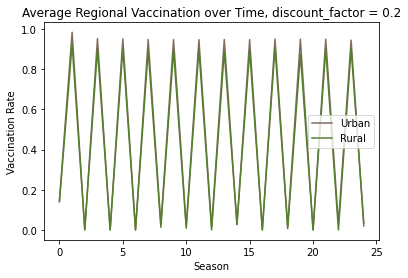 Average Regional Vaccination over Time, discount_factor = 0.2
1.0
0.8
0.6
0.4
0.2
0.0
Vaccination Rate
Urban
Rural
0
5
10
15
20
25
Season